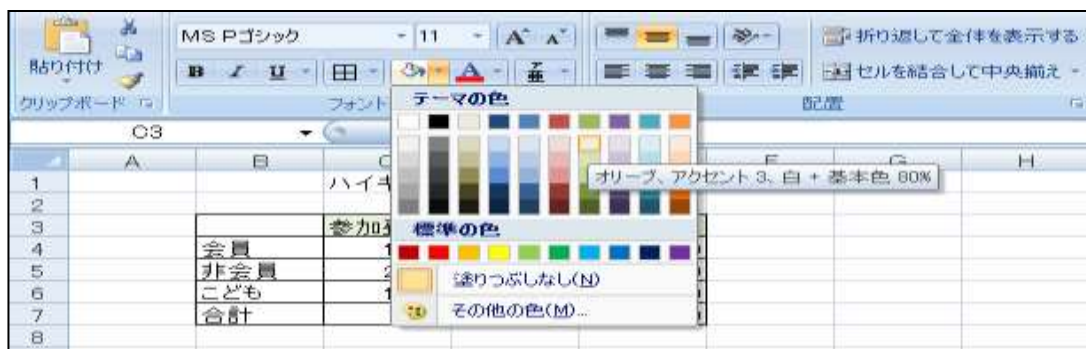 MS Pゴシック 11 A A 折り返して全体を表示する
貼り付け B I U A 亜 セルを結合して中央揃え
クリップボード フォント 配置
テーマの色
C3
A B H
1 ハイキ
オリーブ、アクセント 3、白 + 基本色 80%
2
3 参加
標準の色
4 会員 1
5 非会員 2
塗りつぶしなし(N)
6 こども 1
7 合計
その他の色(M)...
8